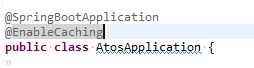 @SpringBootApplication
@EnableCaching
public class AtosApplication {